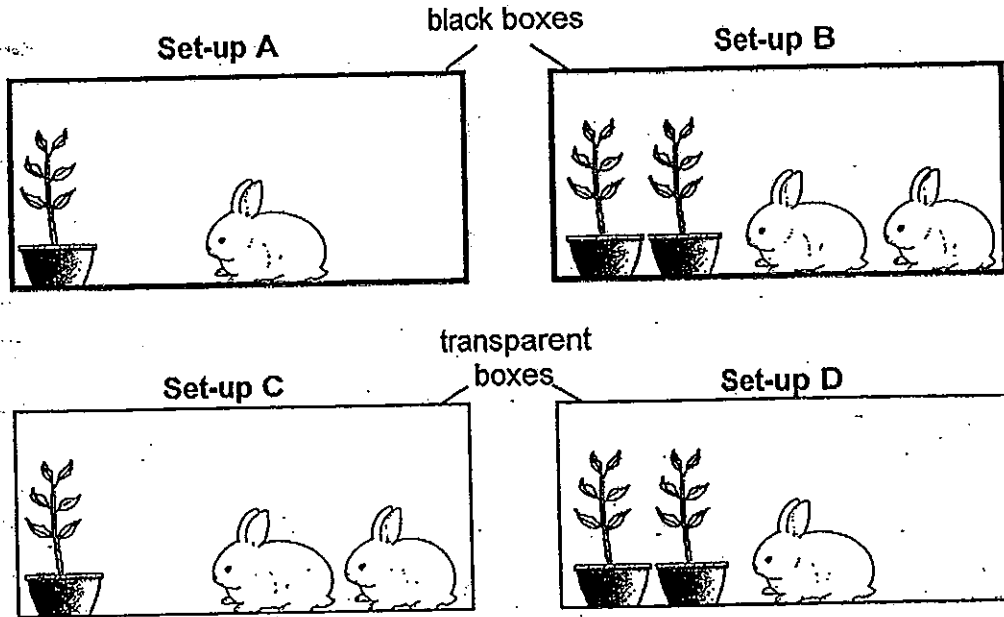 black boxes
Set-up A
Set-up B
transparent
boxes
Set-up C
Set-up D